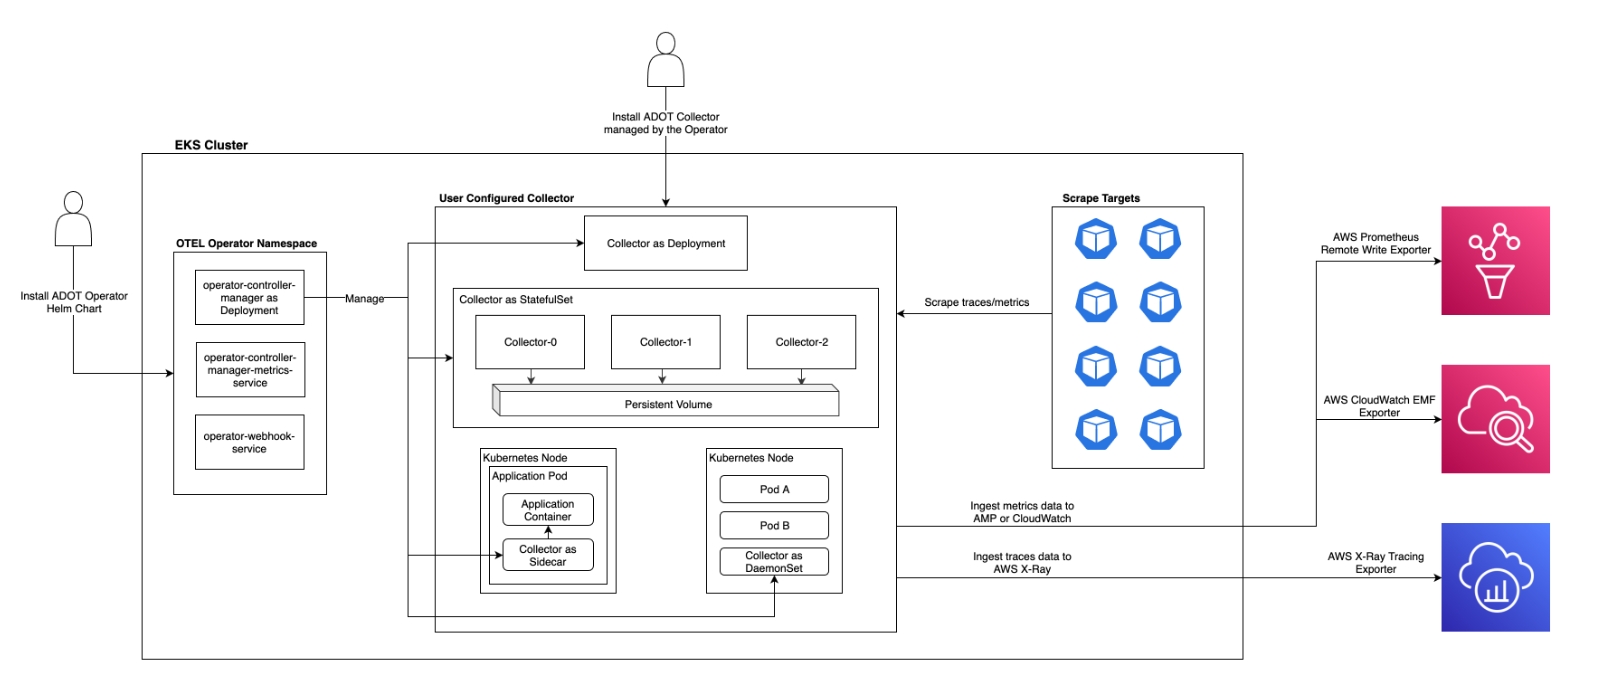 Install ADOT Collector
managed by the Operator
EKS Cluster
Install ADOT Operator
Helm Chart
OTEL Operator Namespace
operator-controller-
manager as
Deployment
operator-controller-
manager-metrics-
service
operator-webhook-
service
Manage
User Configured Collector
Collector as Deployment
Collector as StatefulSet
Collector-0
Collector-1
Collector-2
Persistent Volume
Kubernetes Node
Application Pod
Application
Container
Collector as
Sidecar
Kubernetes Node
Pod A
Pod B
Collector as
DaemonSet
Scrape traces/metrics
Scrape Targets
Ingest metrics data to
AMP or CloudWatch
Ingest traces data to
AWS X-Ray
AWS Prometheus
Remote Write Exporter
AWS CloudWatch EMF
Exporter
AWS X-Ray Tracing
Exporter